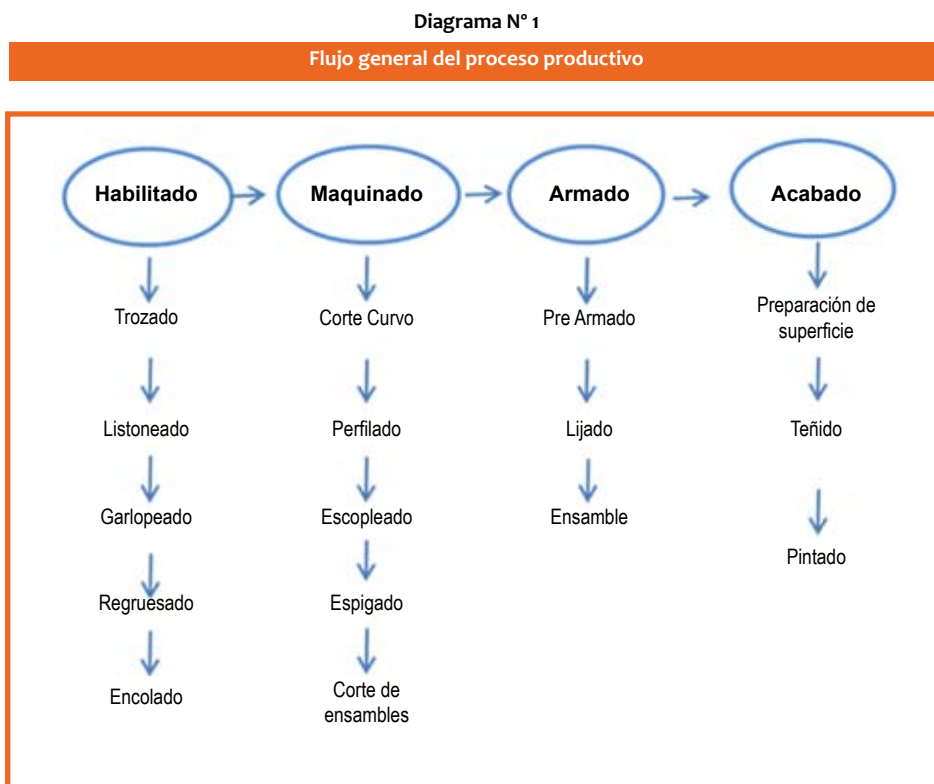 Diagrama N° 1
Flujo general del proceso productivo
Habilitado
Maquinado
Armado
Acabado
Trozado
Listoneado
Garlopeado
Regruesado
Encolado
Corte Curvo
Perfilado
Escopleado
Espigado
Corte de
ensambles
Pre Armado
Lijado
Ensamble
Preparación de
superficie
Teñido
Pintado